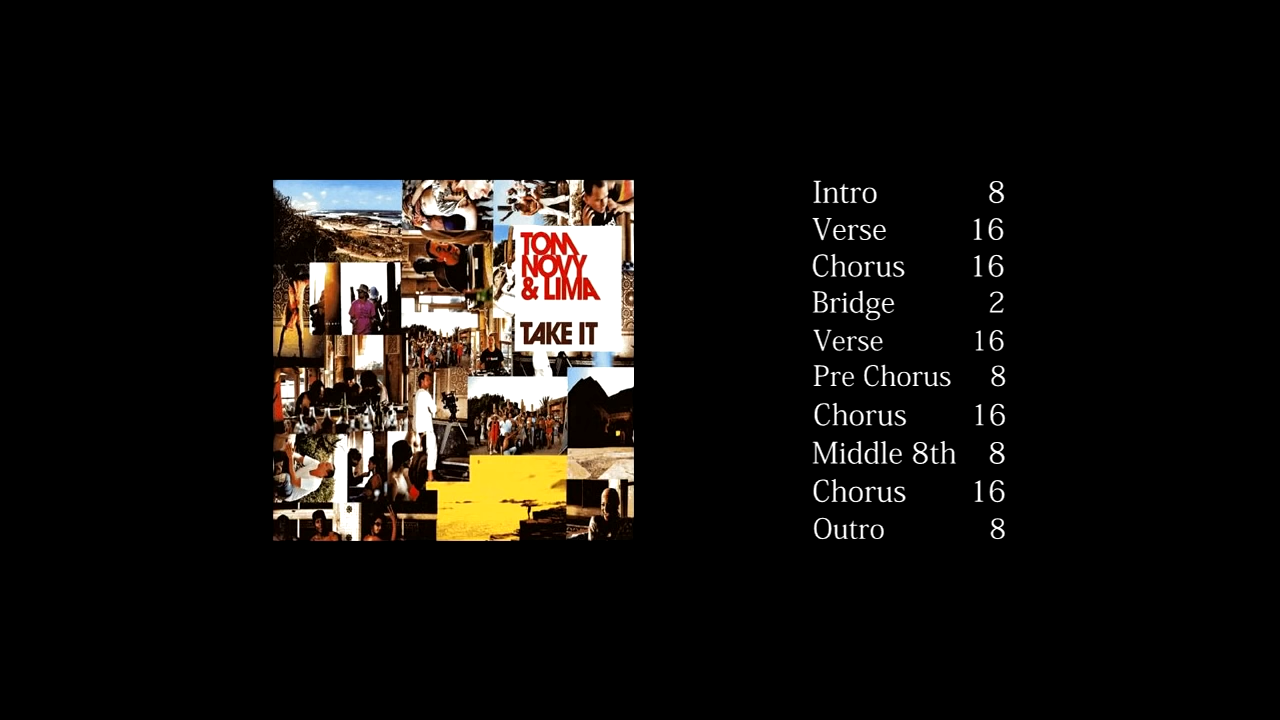 TOM
NOVY
& LIMA
TAKE IT
Intro 8
Verse 16
Chorus 16
Bridge 2
Verse 16
Pre Chorus 8
Chorus 16
Middle 8th 8
Chorus 16
Outro 8